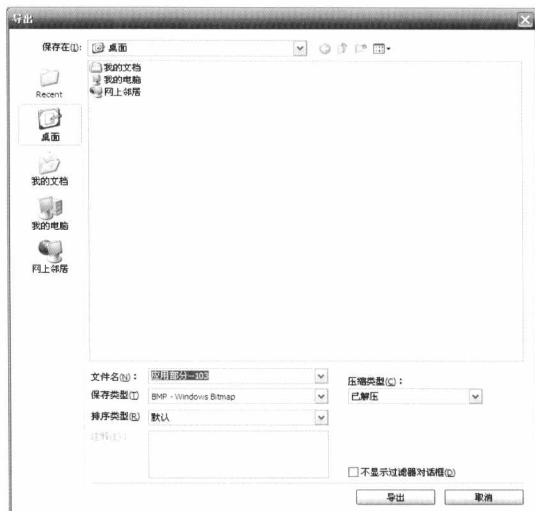 导出
保存在(I):
桌面
我的文档
我的电脑
网上邻居
Recent
桌面
我的文档
我的电脑
网上邻居
文件名(N):
应用部分--103
保存类型(T)
BMP - Windows Bitmap
排序类型(R)
默认
注释(E):
压缩类型(C):
已解压
不显示过滤器对话框(D)
导出
取消